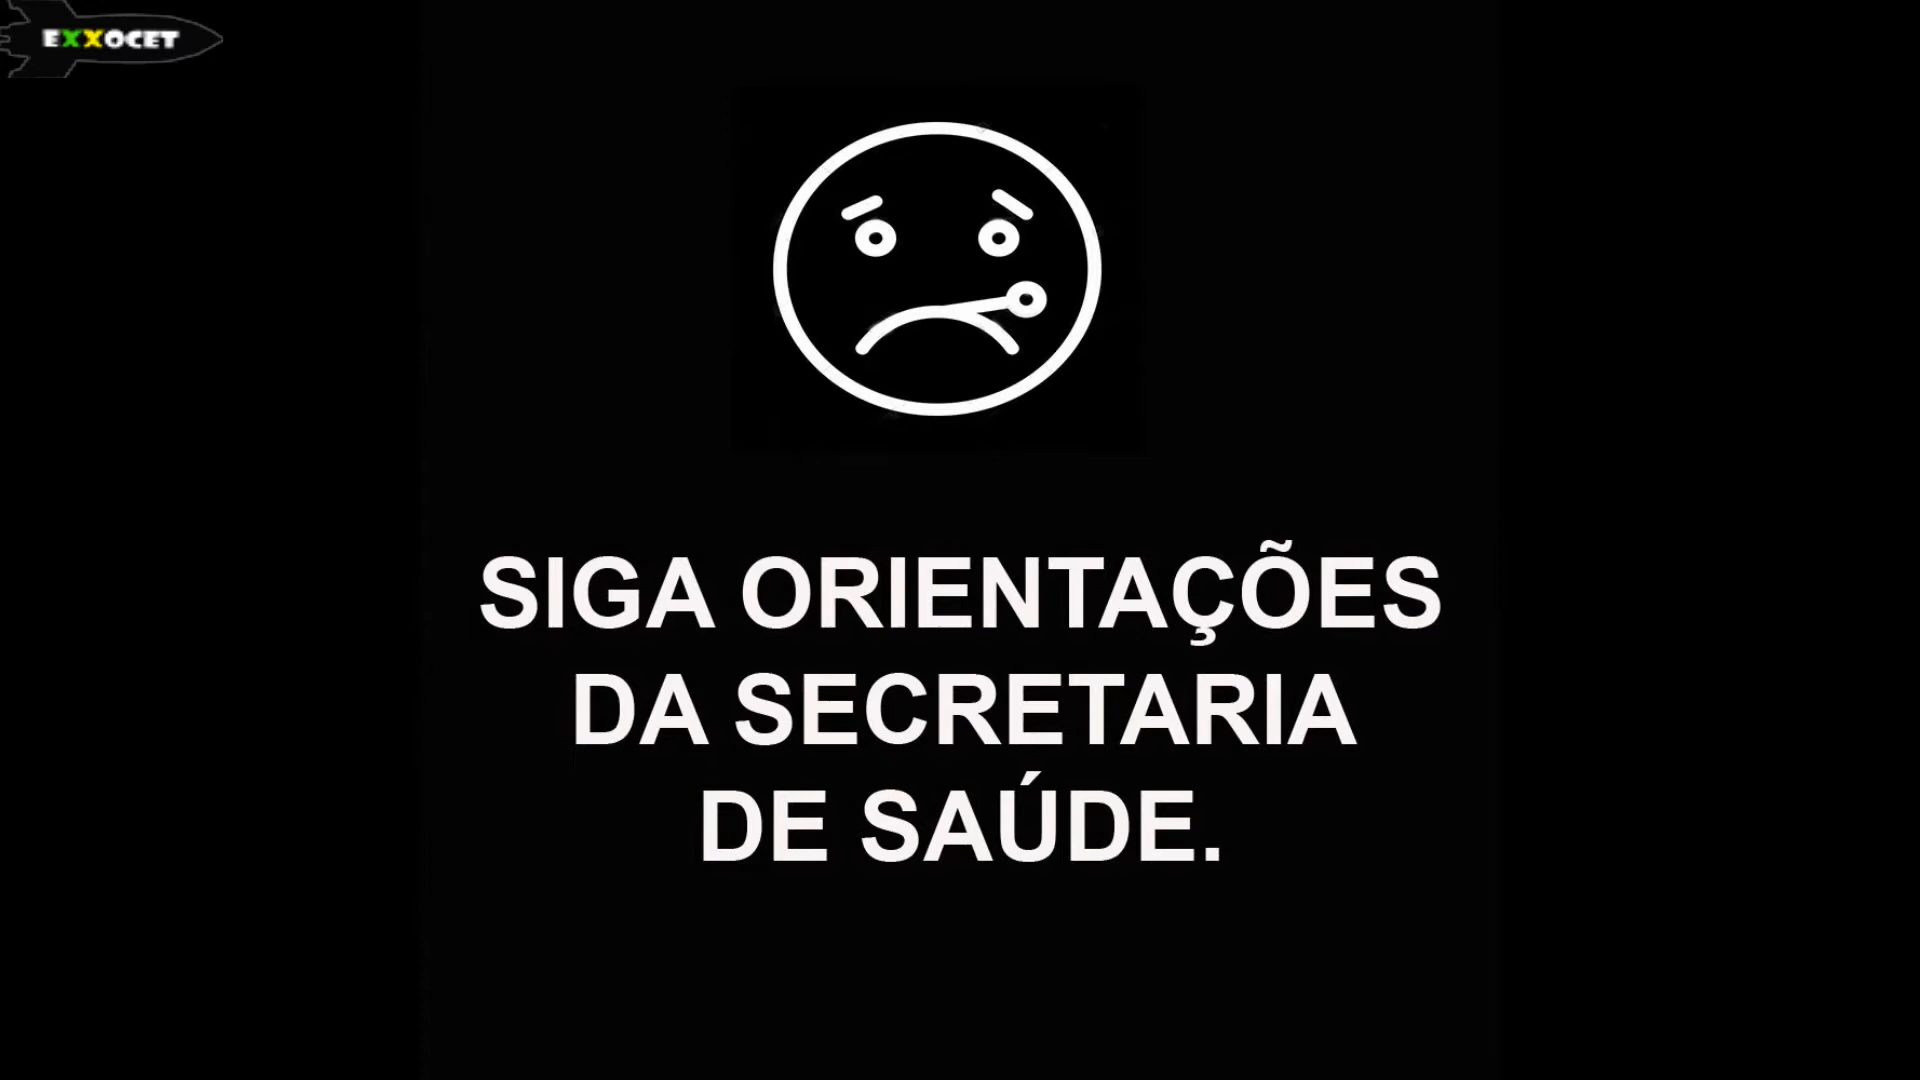 EXXOCET
SIGA ORIENTAÇÕES
DA SECRETARIA
DE SAÚDE.